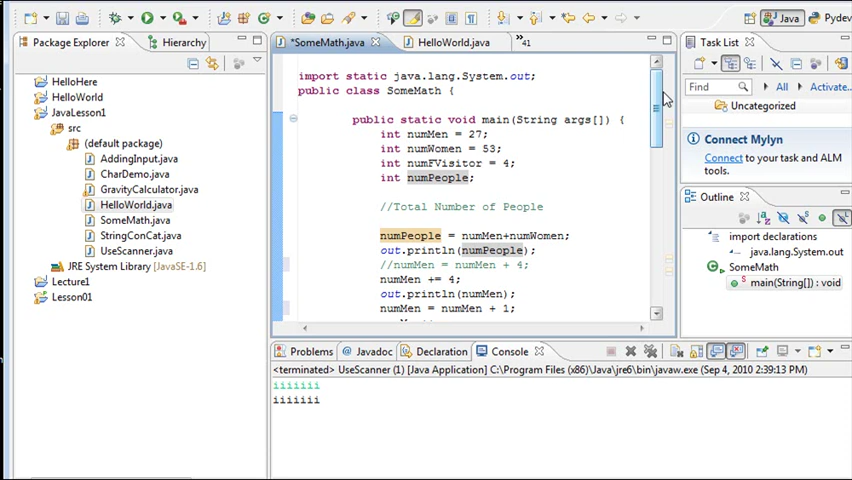 Java
Pydev
Package Explorer
Hierarchy
HelloHere
HelloWorld
JavaLesson1
src
(default package)
AddingInput.java
CharDemo.java
GravityCalculator.java
HelloWorld.java
SomeMath.java
StringConCat.java
UseScanner.java
JRE System Library [JavaSE-1.6]
Lecture1
Lesson01
*SomeMath.java
HelloWorld.java
»41
import static java.lang.System.out;
public class SomeMath {
public static void main(String args[]) {
int numMen = 27;
int numWomen = 53;
int numFVisitor = 4;
int numPeople;
//Total Number of People
numPeople = numMen+numWomen;
out.println(numPeople);
//numMen = numMen + 4;
numMen += 4;
out.println(numMen);
numMen = numMen + 1;
Task List
Find
All
Activate...
Uncategorized
Connect Mylyn
Connect to your task and ALM
tools.
Outline
import declarations
java.lang.System.out
SomeMath
main(String[]) : void
Problems
Javadoc
Declaration
Console
<terminated> UseScanner (1) [Java Application] C:\Program Files (x86)\Java\jre6\bin\javaw.exe (Sep 4, 2010 2:39:13 PM)
iiiiiii
iiiiiii